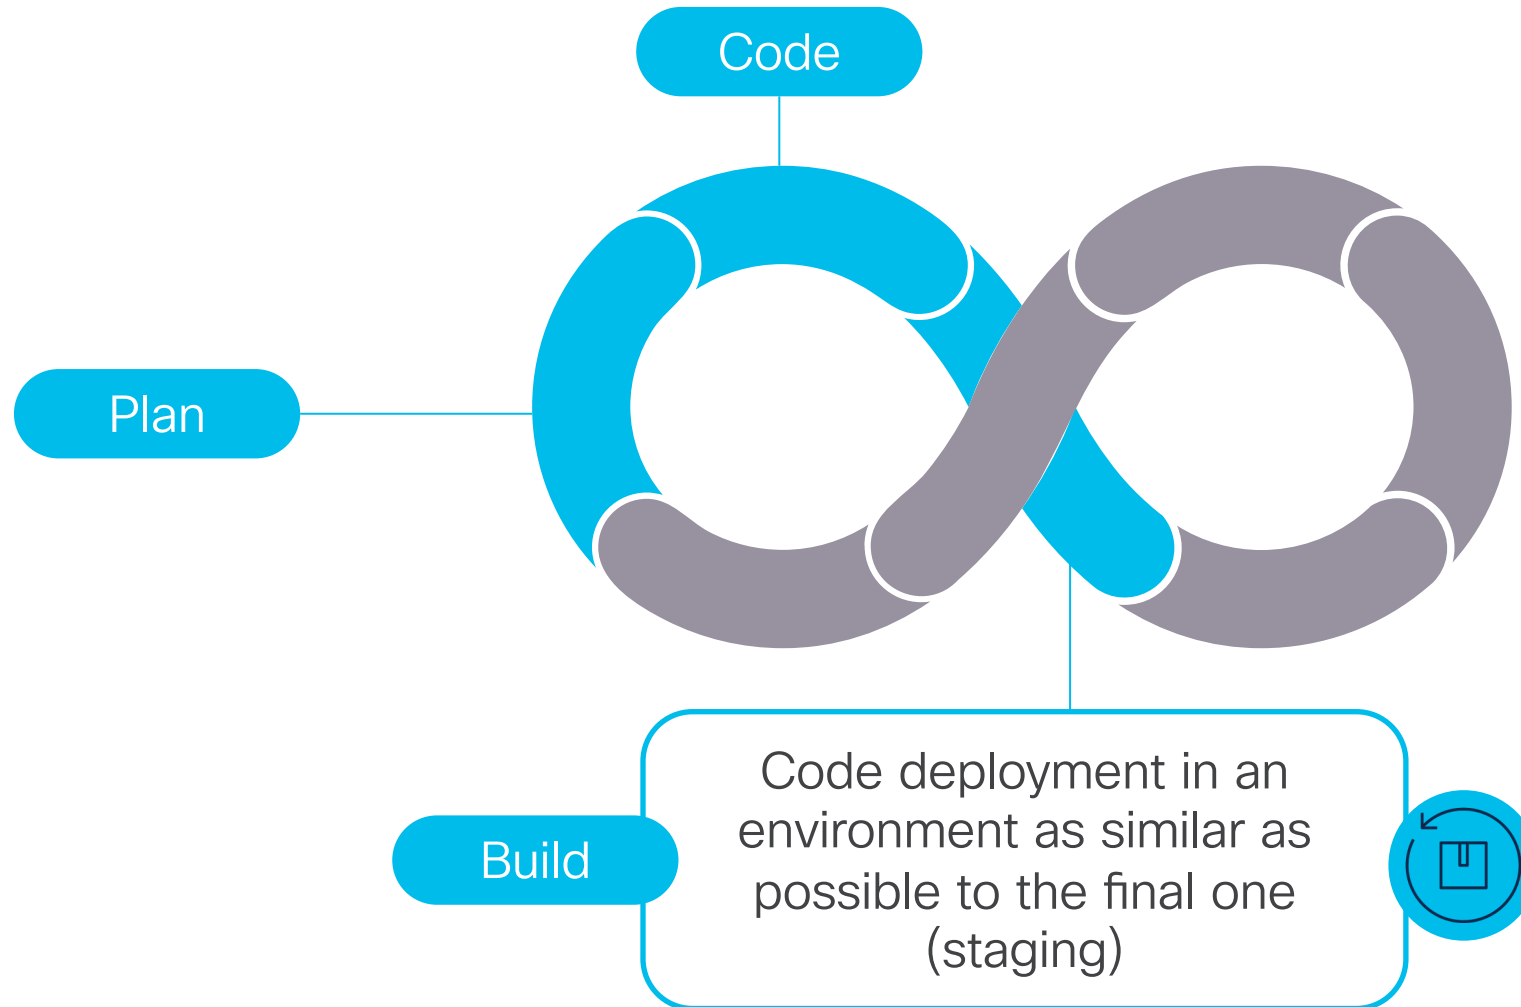 Code
Plan
Build
Code deployment in an
environment as similar as
possible to the final one
(staging)